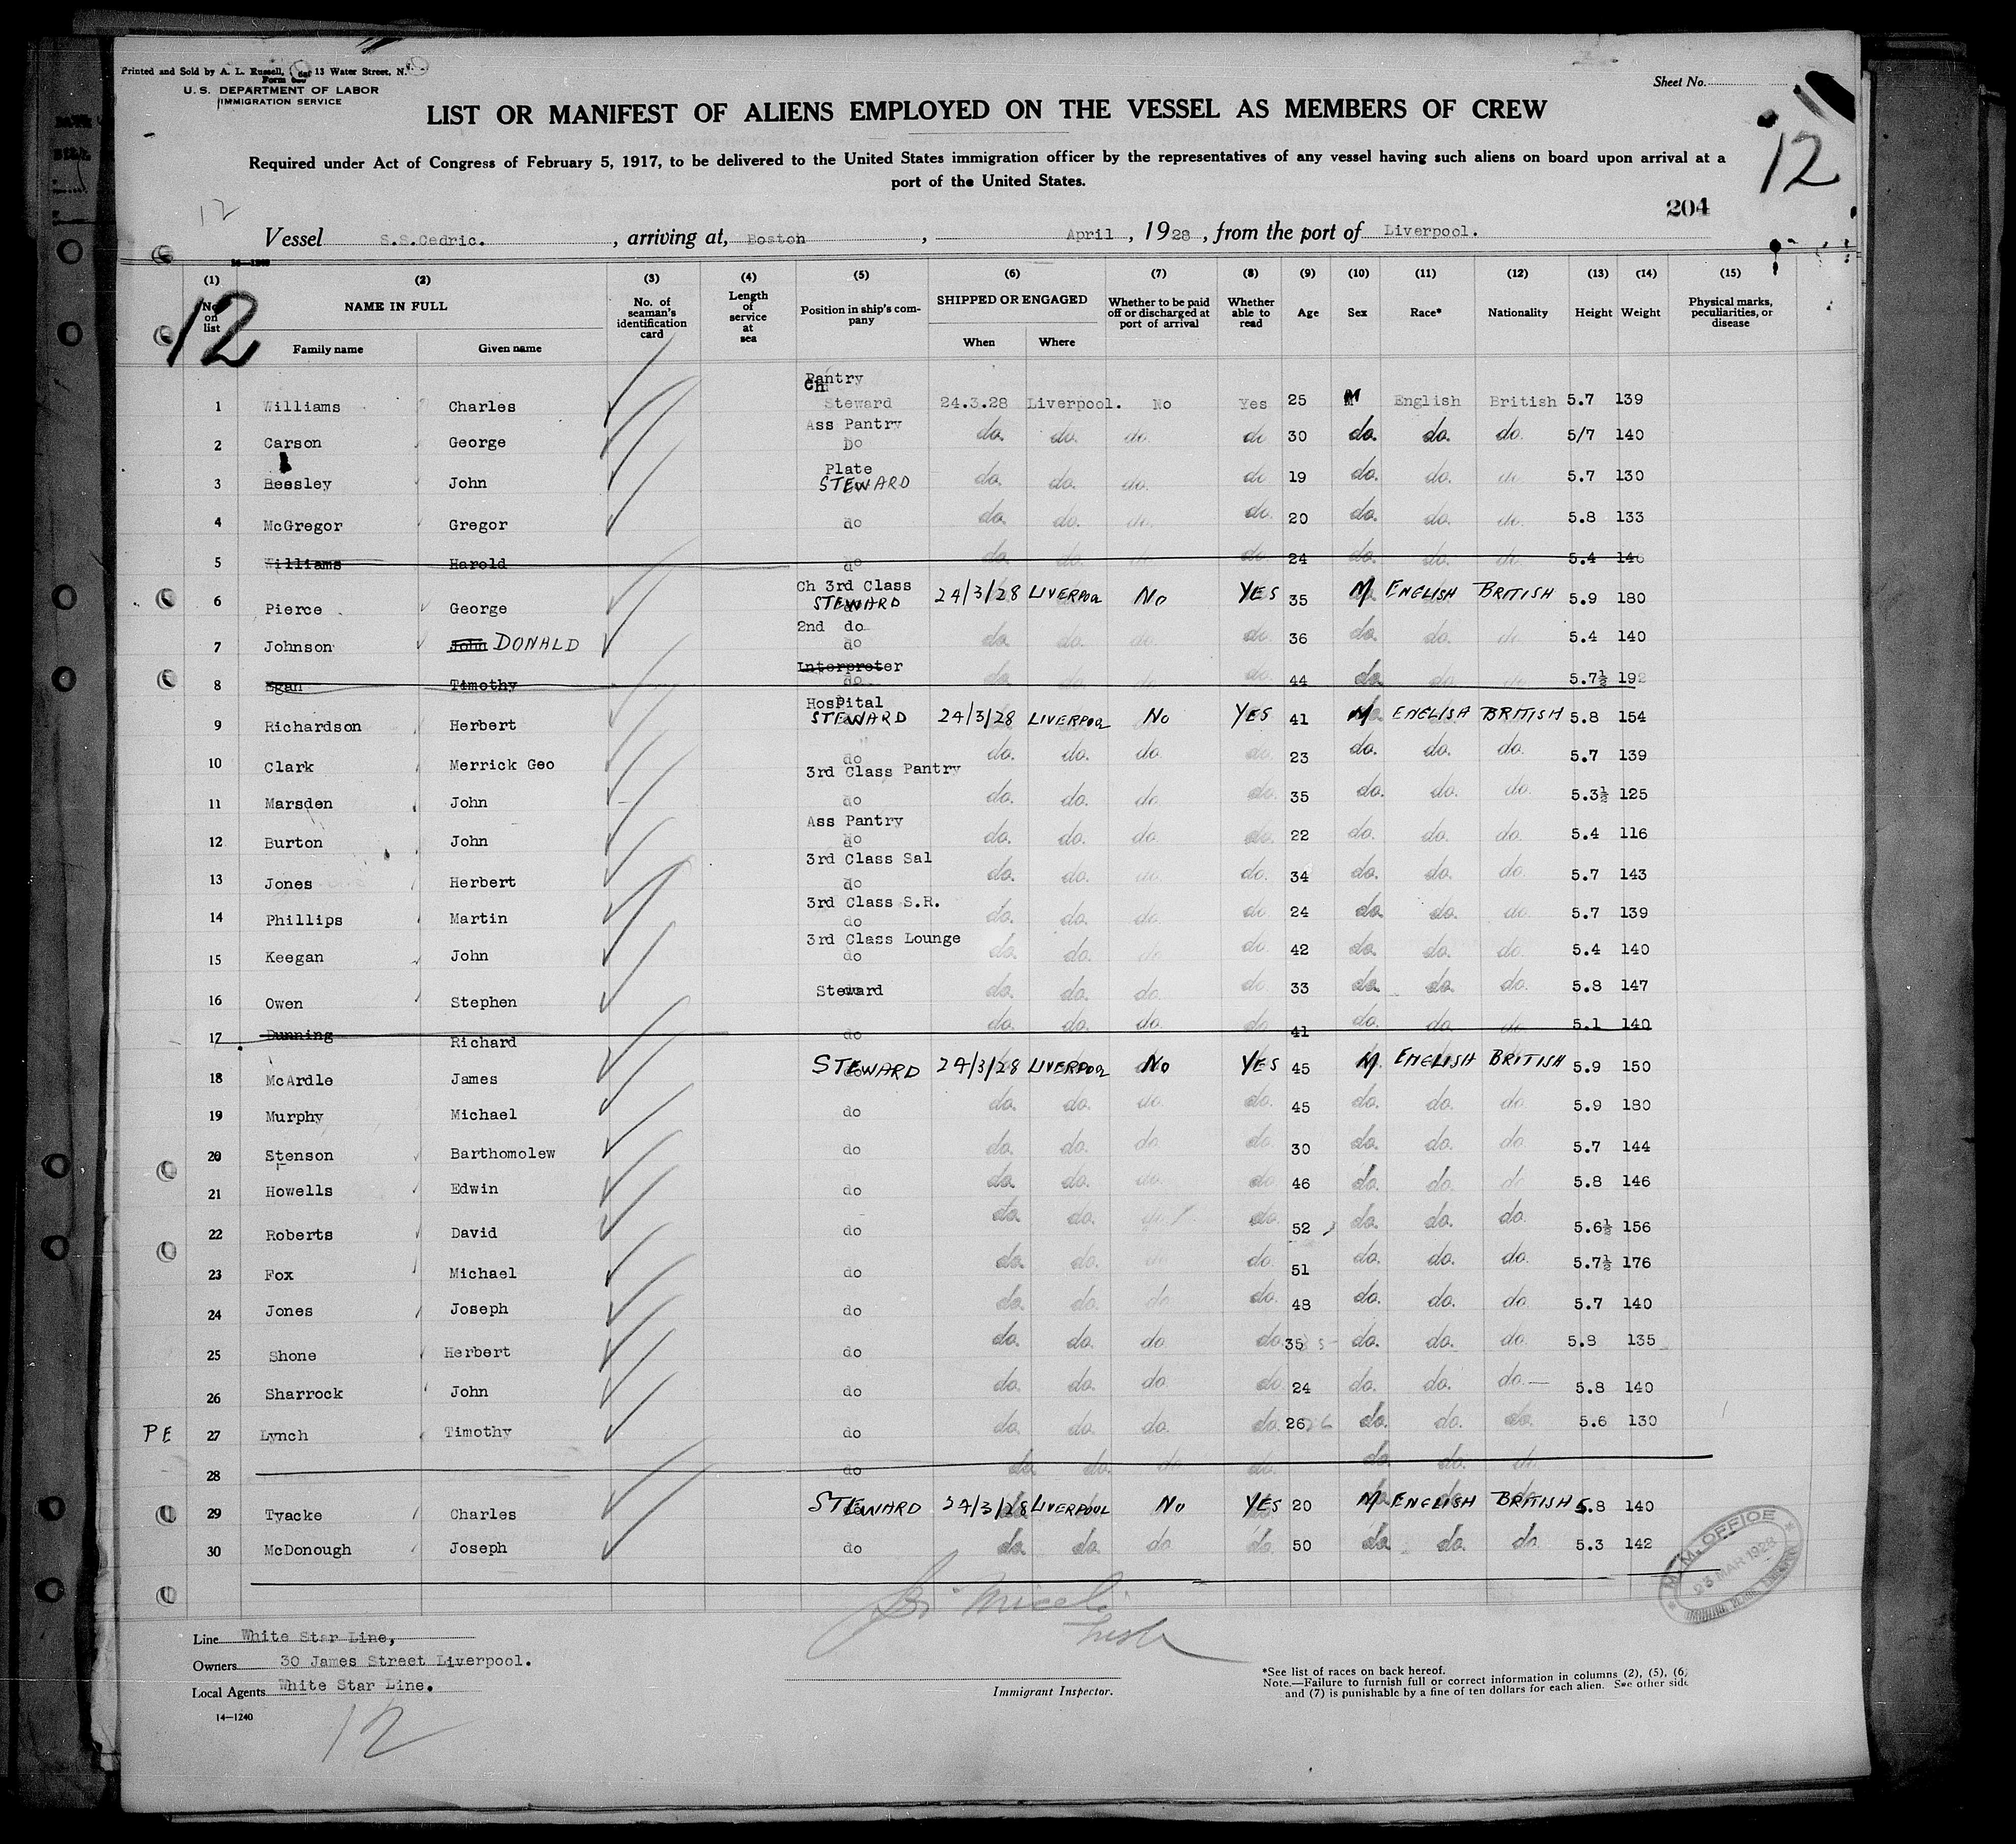 Printed and Sold by A. L. Russell, 13 Water Street, N.
U. S. DEPARTMENT OF LABOR
IMMIGRATION SERVICE
Sheet No.
LIST OR MANIFEST OF ALIENS EMPLOYED ON THE VESSEL AS MEMBERS OF CREW
Required under Act of Congress of February 5, 1917, to be delivered to the United States immigration officer by the representatives of any vessel having such aliens on board upon arrival at a
port of the United States.
12
12
204
Vessel S.S.Cedric. , arriving at, Boston , April , 1928 , from the port of Liverpool.
(1) (2) (3) (4) (5) (6) (7) (8) (9) (10) (11) (12) (13) (14) (15)
No. on list NAME IN FULL No. of seaman's identification card Length of service at sea Position in ship's company SHIPPED OR ENGAGED Whether to be paid off or discharged at port of arrival Whether able to read Age Sex Race* Nationality Height Weight Physical marks, peculiarities, or disease
Family name Given name When Where
12
Pantry
1 Williams Charles Ch Steward 24.3.28 Liverpool. No Yes 25 M English British 5.7 139
Ass Pantry
2 Carson George Do do. do. do. do 30 do. do. do. 5/7 140
Plate
3 Beesley John STEWARD do. do. do. do 19 do. do. do. 5.7 130
4 McGregor Gregor do do. do. do. do. 20 do. do. do. 5.8 133
5 Williams Harold do do. do. do. do. 24 do. do. do. 5.4 140
Ch 3rd Class
6 Pierce George STEWARD 24/3/28 LIVERPOOL No YES 35 M ENGLISH BRITISH 5.9 180
2nd do
7 Johnson John DONALD do do. do. do. do. 36 do. do. do. 5.4 140
Interpreter
8 Egan Timothy do do. do. do. do. 44 do. do. do. 5.7½ 192
Hospital
9 Richardson Herbert STEWARD 24/3/28 LIVERPOOL No YES 41 M ENGLISH BRITISH 5.8 154
10 Clark Merrick Geo do do. do. do. do. 23 do. do. do. 5.7 139
3rd Class Pantry
11 Marsden John do do. do. do. do. 35 do. do. do. 5.3½ 125
Ass Pantry
12 Burton John do do. do. do. do. 22 do. do. do. 5.4 116
3rd Class Sal
13 Jones Herbert do do. do. do. do. 34 do. do. do. 5.7 143
3rd Class S.R.
14 Phillips Martin do do. do. do. do 24 do. do. do. 5.7 139
3rd Class Lounge
15 Keegan John do do. do. do. do. 42 do. do. do. 5.4 140
16 Owen Stephen Steward do. do. do. do. 33 do. do. do. 5.8 147
17 Dunning Richard do do. do. do. do. 41 do. do. do. 5.1 140
18 McArdle James STEWARD 24/3/28 LIVERPOOL No YES 45 M ENGLISH BRITISH 5.9 150
19 Murphy Michael do do. do. do. do. 45 do. do. do. 5.9 180
20 Stenson Barthomolew do do. do. do. do. 30 do. do. do. 5.7 144
21 Howells Edwin do do. do. do. do 46 do. do. do 5.8 146
22 Roberts David do do. do. do. 52 do. do. do. 5.6½ 156
23 Fox Michael do do. do. do. do. 51 do. do. do. 5.7½ 176
24 Jones Joseph do do. do. do do. 48 do. do. do. 5.7 140
25 Shone Herbert do do. do. do do 35 do. do. do. 5.8 135
26 Sharrock John do do. do. do do 24 do. do. do. 5.8 140
PE 27 Lynch Timothy do do. do. do. do. 26 do. do. do. 5.6 130
28 do do. do. do. do. do. do. do.
29 Tyacke Charles STEWARD 24/3/28 LIVERPOOL No YES 20 M ENGLISH BRITISH 5.8 140
30 McDonough Joseph do do. do. do. do. 50 do. do. do. 5.3 142
M.M. OFFICE
23 MAR 1928
Line White Star Line,
Owners 30 James Street Liverpool.
Local Agents White Star Line.
Immigrant Inspector.
*See list of races on back hereof.
Note.—Failure to furnish full or correct information in columns (2), (5), (6)
and (7) is punishable by a fine of ten dollars for each alien. See other side
14—1240
12